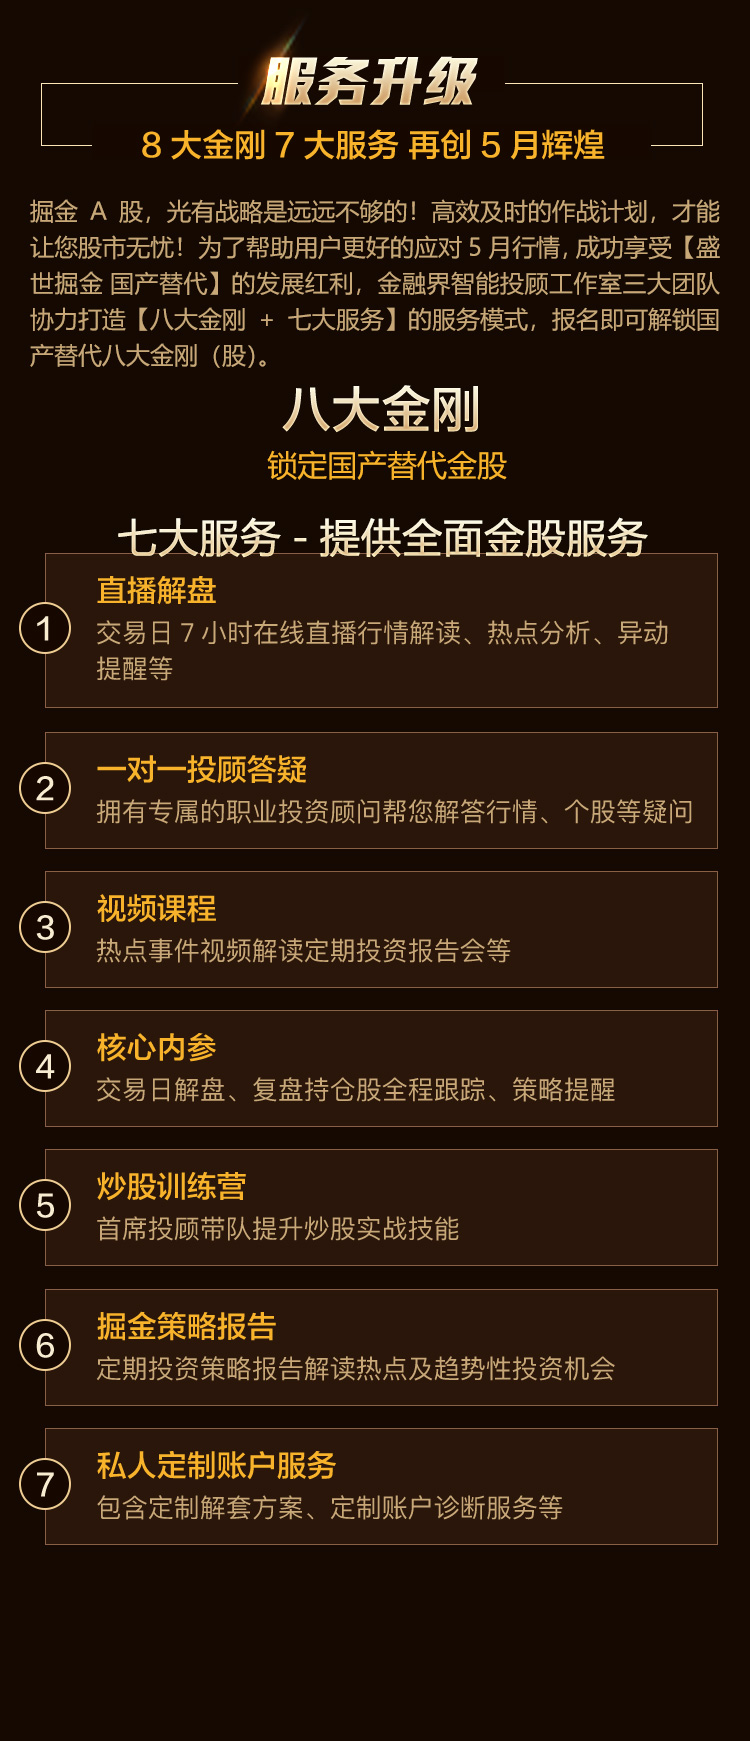 服务升级
8 大金刚 7 大服务 再创 5 月辉煌
掘金 A 股，光有战略是远远不够的！高效及时的作战计划，才能
让您股市无忧！为了帮助用户更好的应对 5 月行情, 成功享受【盛
世掘金 国产替代】的发展红利，金融界智能投顾工作室三大团队
协力打造【八大金刚 + 七大服务】的服务模式，报名即可解锁国
产替代八大金刚（股）。
八大金刚
锁定国产替代金股
七大服务 - 提供全面金股服务
直播解盘
1
交易日 7 小时在线直播行情解读、热点分析、异动
提醒等
一对一投顾答疑
2
拥有专属的职业投资顾问帮您解答行情、个股等疑问
视频课程
3
热点事件视频解读定期投资报告会等
核心内参
4
交易日解盘、复盘持仓股全程跟踪、策略提醒
炒股训练营
5
首席投顾带队提升炒股实战技能
掘金策略报告
6
定期投资策略报告解读热点及趋势性投资机会
私人定制账户服务
7
包含定制解套方案、定制账户诊断服务等